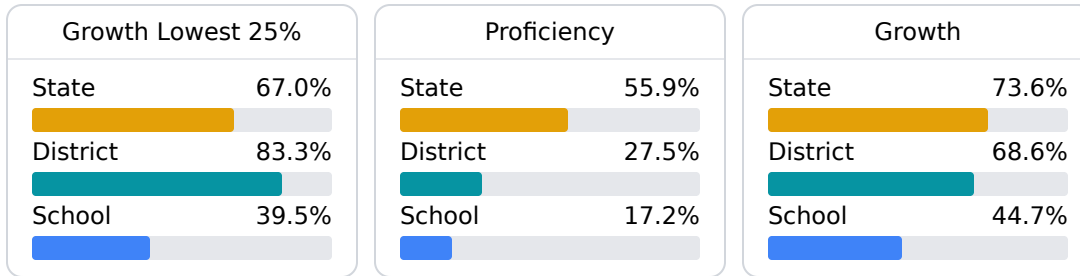 Growth Lowest 25%
State 67.0%
District 83.3%
School 39.5%
Proficiency
State 55.9%
District 27.5%
School 17.2%
Growth
State 73.6%
District 68.6%
School 44.7%